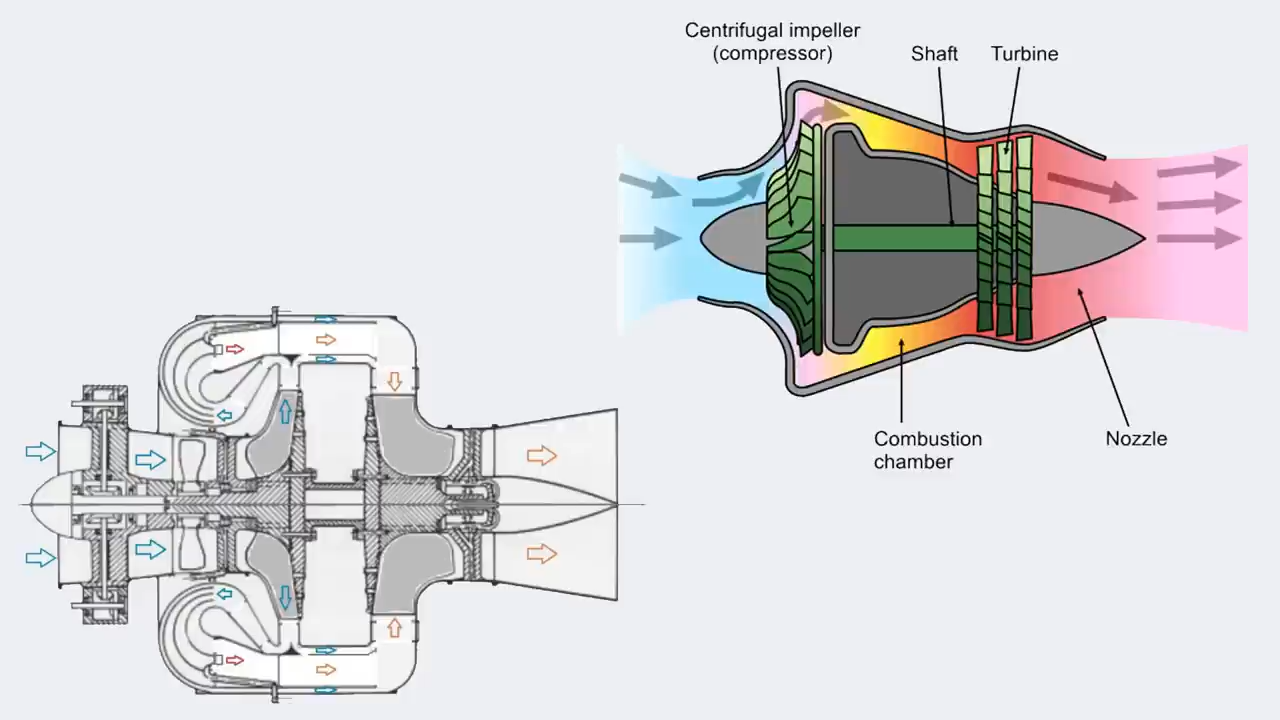 Centrifugal impeller
(compressor)
Shaft
Turbine
Combustion
chamber
Nozzle